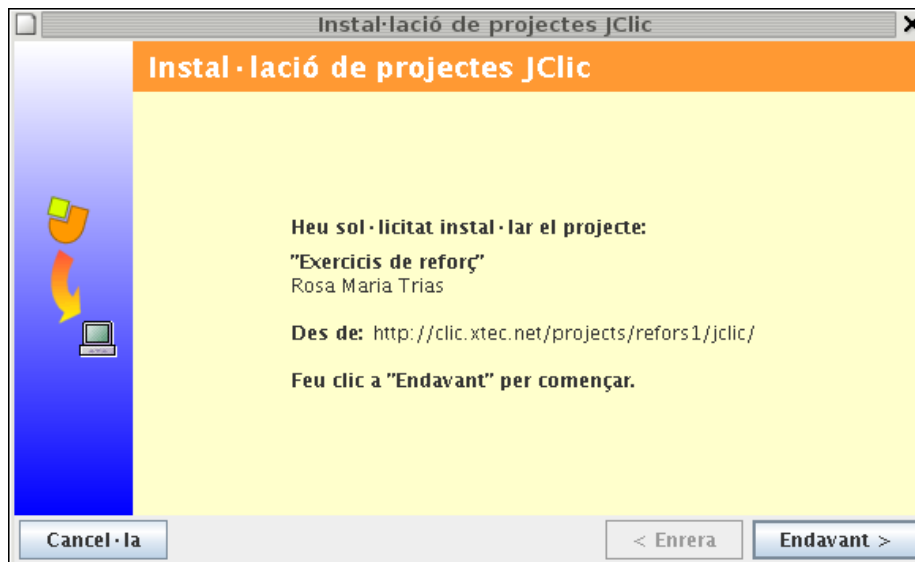 Instal·lació de projectes JClic
Instal·lació de projectes JClic
Heu sol·licitat instal·lar el projecte:
"Exercicis de reforç"
Rosa Maria Trias
Des de: http://clic.xtec.net/projects/refors1/jclic/
Feu clic a "Endavant" per començar.
Cancel·la
< Enrera
Endavant >